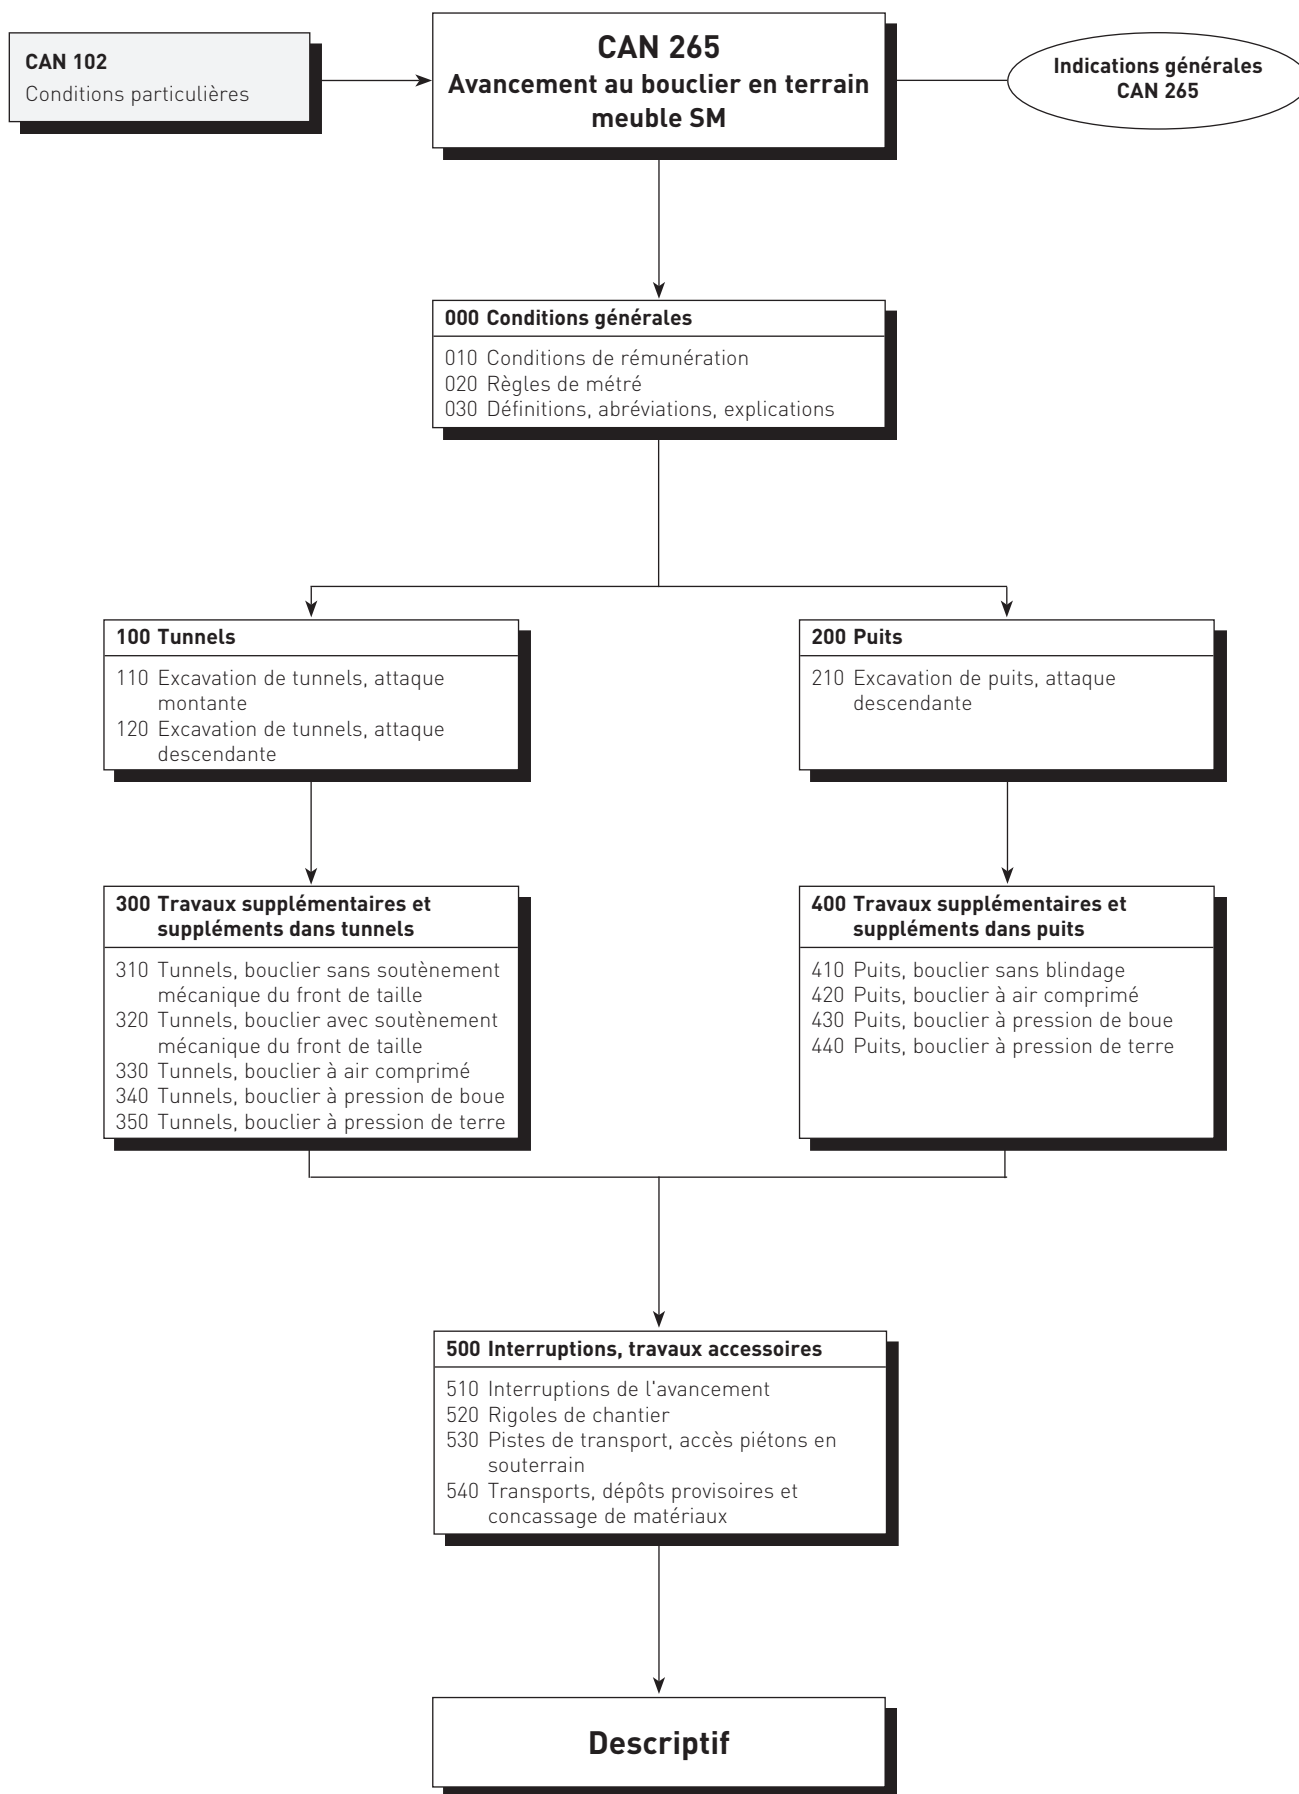 CAN 102
Conditions particulières
CAN 265
Avancement au bouclier en terrain
meuble SM
Indications générales
CAN 265
000 Conditions générales
010 Conditions de rémunération
020 Règles de métré
030 Définitions, abréviations, explications
100 Tunnels
110 Excavation de tunnels, attaque
montante
120 Excavation de tunnels, attaque
descendante
200 Puits
210 Excavation de puits, attaque
descendante
300 Travaux supplémentaires et
suppléments dans tunnels
310 Tunnels, bouclier sans soutènement
mécanique du front de taille
320 Tunnels, bouclier avec soutènement
mécanique du front de taille
330 Tunnels, bouclier à air comprimé
340 Tunnels, bouclier à pression de boue
350 Tunnels, bouclier à pression de terre
400 Travaux supplémentaires et
suppléments dans puits
410 Puits, bouclier sans blindage
420 Puits, bouclier à air comprimé
430 Puits, bouclier à pression de boue
440 Puits, bouclier à pression de terre
500 Interruptions, travaux accessoires
510 Interruptions de l'avancement
520 Rigoles de chantier
530 Pistes de transport, accès piétons en
souterrain
540 Transports, dépôts provisoires et
concassage de matériaux
Descriptif